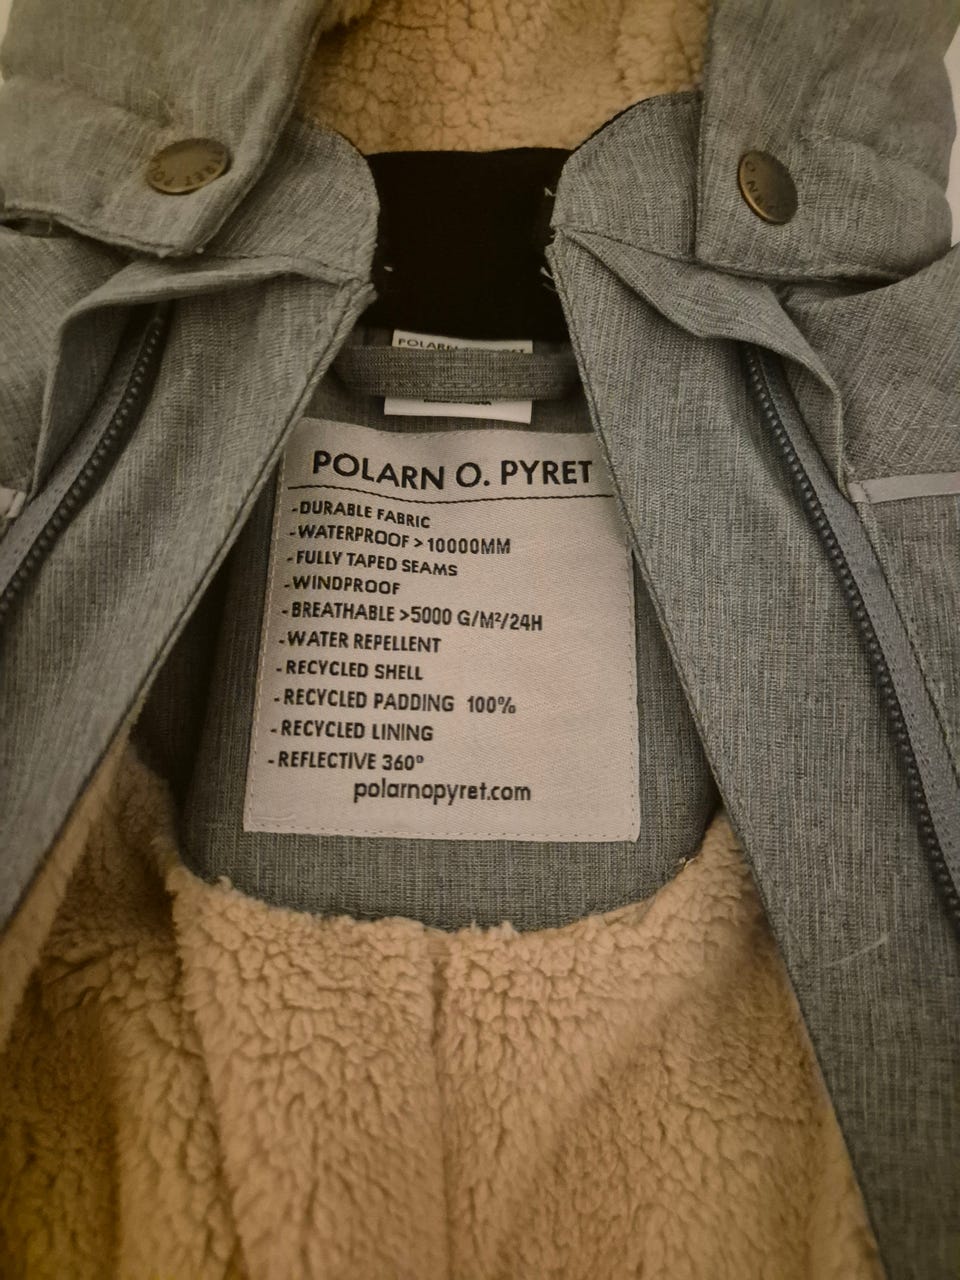 POLARN O. PYRET
-DURABLE FABRIC
-WATERPROOF >10000MM
-FULLY TAPED SEAMS
-WINDPROOF
-BREATHABLE >5000 G/M²/24H
-WATER REPELLENT
-RECYCLED SHELL
-RECYCLED PADDING 100%
-RECYCLED LINING
-REFLECTIVE 360°
polarnopyret.com